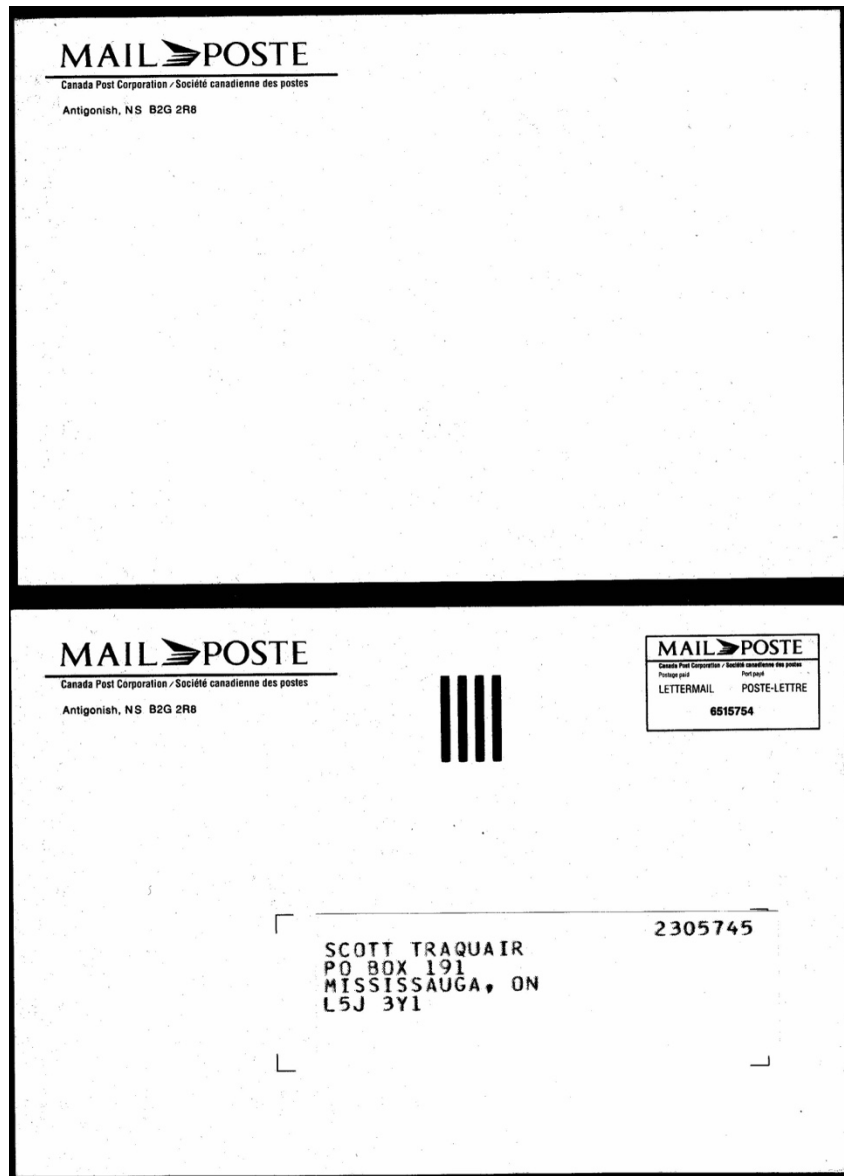 MAIL POSTE
Canada Post Corporation / Société canadienne des postes
Antigonish, NS B2G 2R8
MAIL POSTE
Canada Post Corporation / Société canadienne des postes
Antigonish, NS B2G 2R8
MAIL POSTE
Canada Post Corporation / Société canadienne des postes
Postage paid Port payé
LETTERMAIL POSTE-LETTRE
6515754
2305745
SCOTT TRAQUAIR
PO BOX 191
MISSISSAUGA, ON
L5J 3Y1